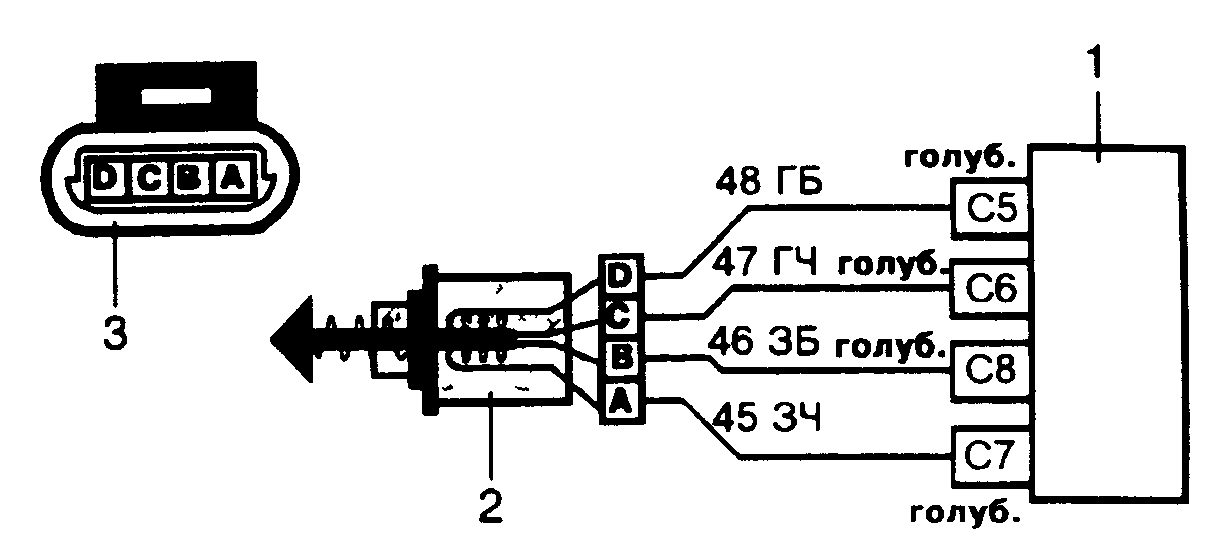 1
голуб.
D C B A
48 ГБ
C5
47 ГЧ голуб.
D
C6
C
3
46 ЗБ голуб.
B
C8
A
45 ЗЧ
C7
2
голуб.